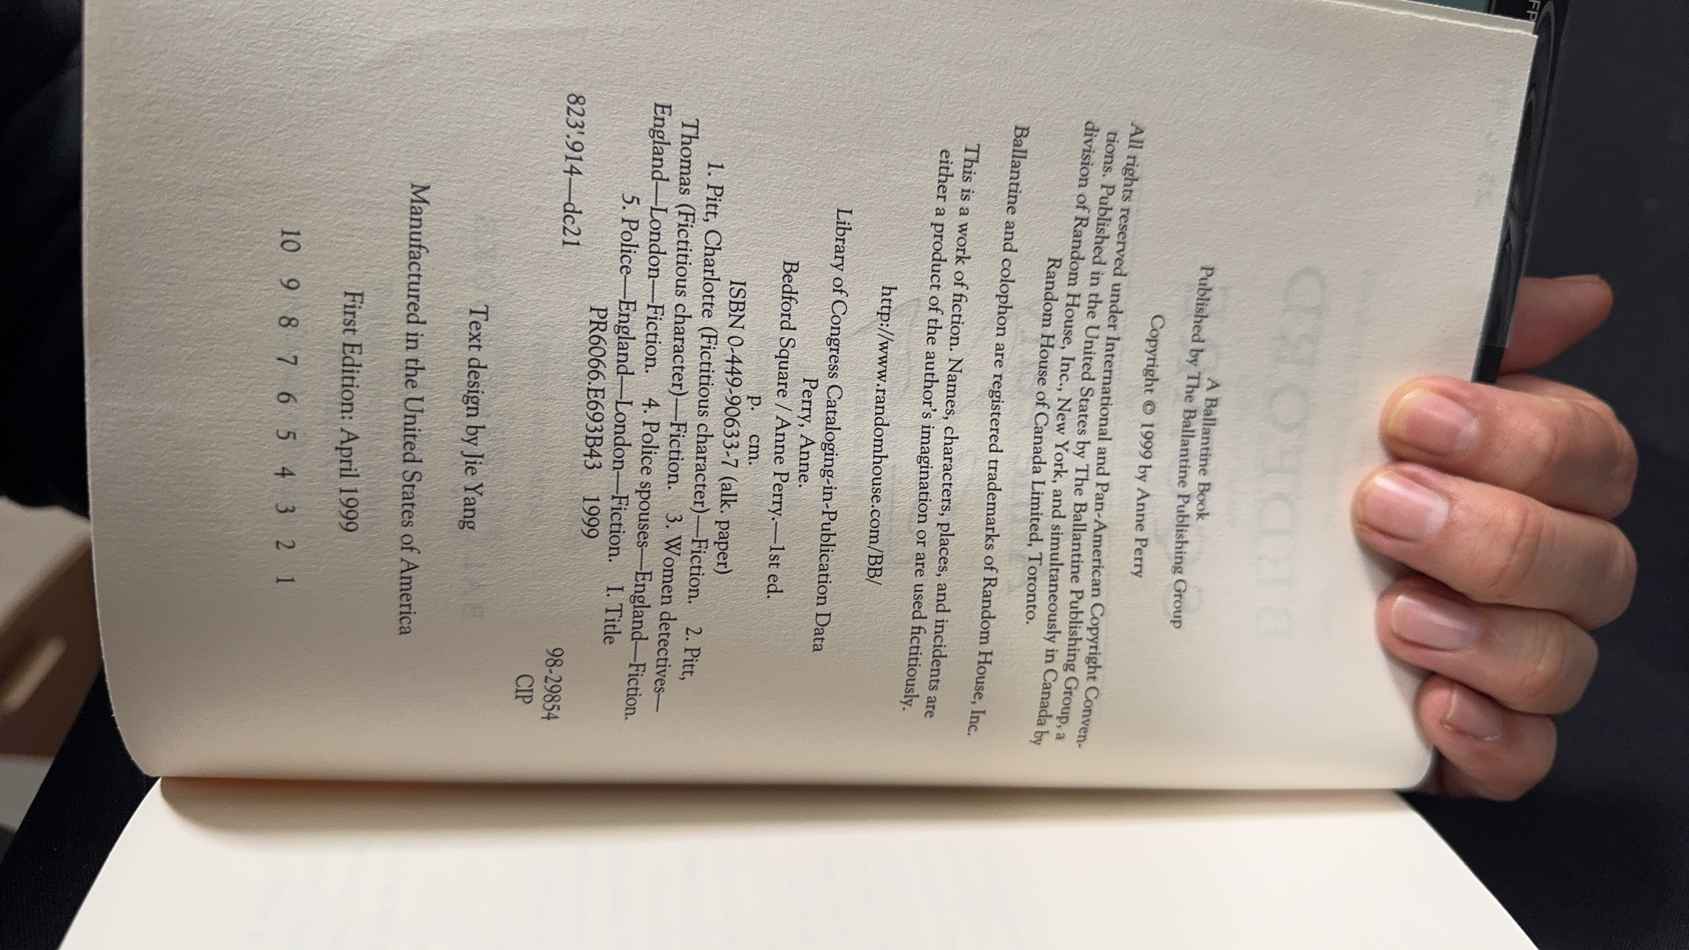 A Ballantine Book
Published by The Ballantine Publishing Group
Copyright © 1999 by Anne Perry
All rights reserved under International and Pan-American Copyright Conven-
tions. Published in the United States by The Ballantine Publishing Group, a
division of Random House, Inc., New York, and simultaneously in Canada by
Random House of Canada Limited, Toronto.
Ballantine and colophon are registered trademarks of Random House, Inc.
This is a work of fiction. Names, characters, places, and incidents are
either a product of the author's imagination or are used fictitiously.
http://www.randomhouse.com/BB/
Library of Congress Cataloging-in-Publication Data
Perry, Anne.
Bedford Square / Anne Perry.—1st ed.
p. cm.
ISBN 0-449-90633-7 (alk. paper)
1. Pitt, Charlotte (Fictitious character)—Fiction. 2. Pitt,
Thomas (Fictitious character)—Fiction. 3. Women detectives—
England—London—Fiction. 4. Police spouses—England—Fiction.
5. Police—England—London—Fiction. I. Title
PR6066.E693B43 1999
823'.914—dc21
98-29854
CIP
Text design by Jie Yang
Manufactured in the United States of America
First Edition: April 1999
10 9 8 7 6 5 4 3 2 1